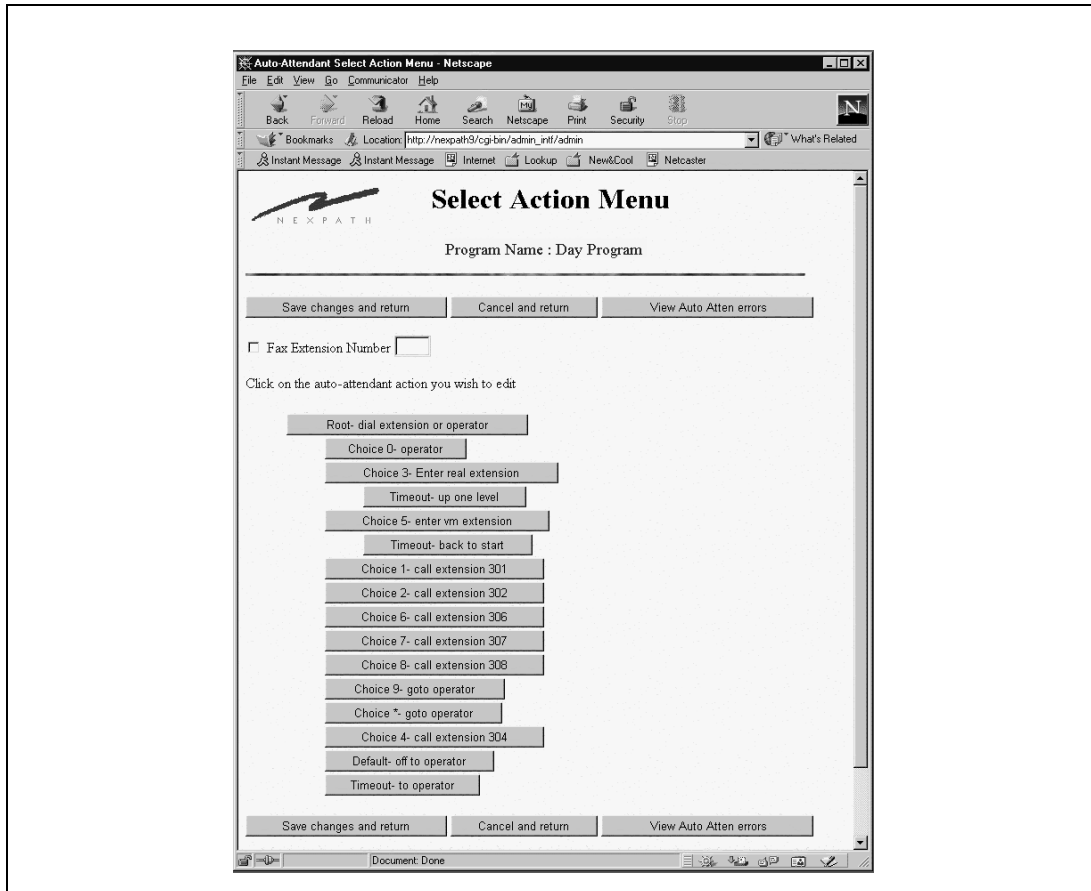 Auto-Attendant Select Action Menu - Netscape
File Edit View Go Communicator Help
Back Forward Reload Home Search Netscape Print Security Stop
My
N
Bookmarks Location: http://nexpath9/cgi-bin/admin_intf/admin What's Related
Instant Message Instant Message Internet Lookup New&Cool Netcaster
NEXPATH
Select Action Menu
Program Name : Day Program
Save changes and return Cancel and return View Auto Atten errors
Fax Extension Number
Click on the auto-attendant action you wish to edit
Root- dial extension or operator
Choice 0- operator
Choice 3- Enter real extension
Timeout- up one level
Choice 5- enter vm extension
Timeout- back to start
Choice 1- call extension 301
Choice 2- call extension 302
Choice 6- call extension 306
Choice 7- call extension 307
Choice 8- call extension 308
Choice 9- goto operator
Choice *- goto operator
Choice 4- call extension 304
Default- off to operator
Timeout- to operator
Save changes and return Cancel and return View Auto Atten errors
Document: Done